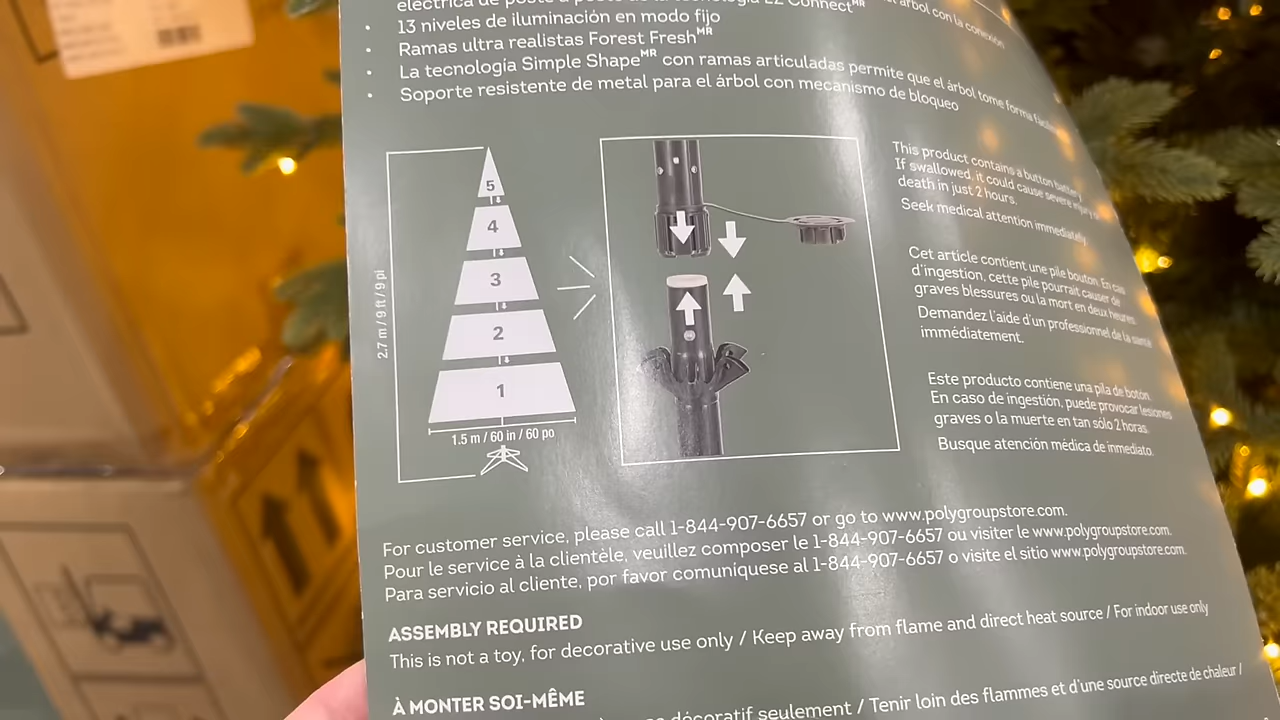 eléctrica de poste a poste de la tecnología EZ Connectᴹᴿ
árbol con la conexión
• 13 niveles de iluminación en modo fijo
• Ramas ultra realistas Forest Freshᴹᴿ
• La tecnología Simple Shapeᴹᴿ con ramas articuladas permite que el árbol tome forma
• Soporte resistente de metal para el árbol con mecanismo de bloqueo
5
4
3
2
1
2.7 m / 9 ft / 9 pi
1.5 m / 60 in / 60 po
This product contains a button battery.
If swallowed, it could cause severe injury or
death in just 2 hours.
Seek medical attention immediately.
Cet article contient une pile bouton. En cas
d'ingestion, cette pile pourrait causer de
graves blessures ou la mort en deux heures.
Demandez l'aide d'un professionnel de la santé
immédiatement.
Este producto contiene una pila de botón.
En caso de ingestión, puede provocar lesiones
graves o la muerte en tan sólo 2 horas.
Busque atención médica de inmediato.
For customer service, please call 1-844-907-6657 or go to www.polygroupstore.com.
Pour le service à la clientèle, veuillez composer le 1-844-907-6657 ou visiter le www.polygroupstore.com.
Para servicio al cliente, por favor comuníquese al 1-844-907-6657 o visite el sitio www.polygroupstore.com.
ASSEMBLY REQUIRED
This is not a toy, for decorative use only / Keep away from flame and direct heat source / For indoor use only
À MONTER SOI-MÊME
décoratif seulement / Tenir loin des flammes et d'une source directe de chaleur /